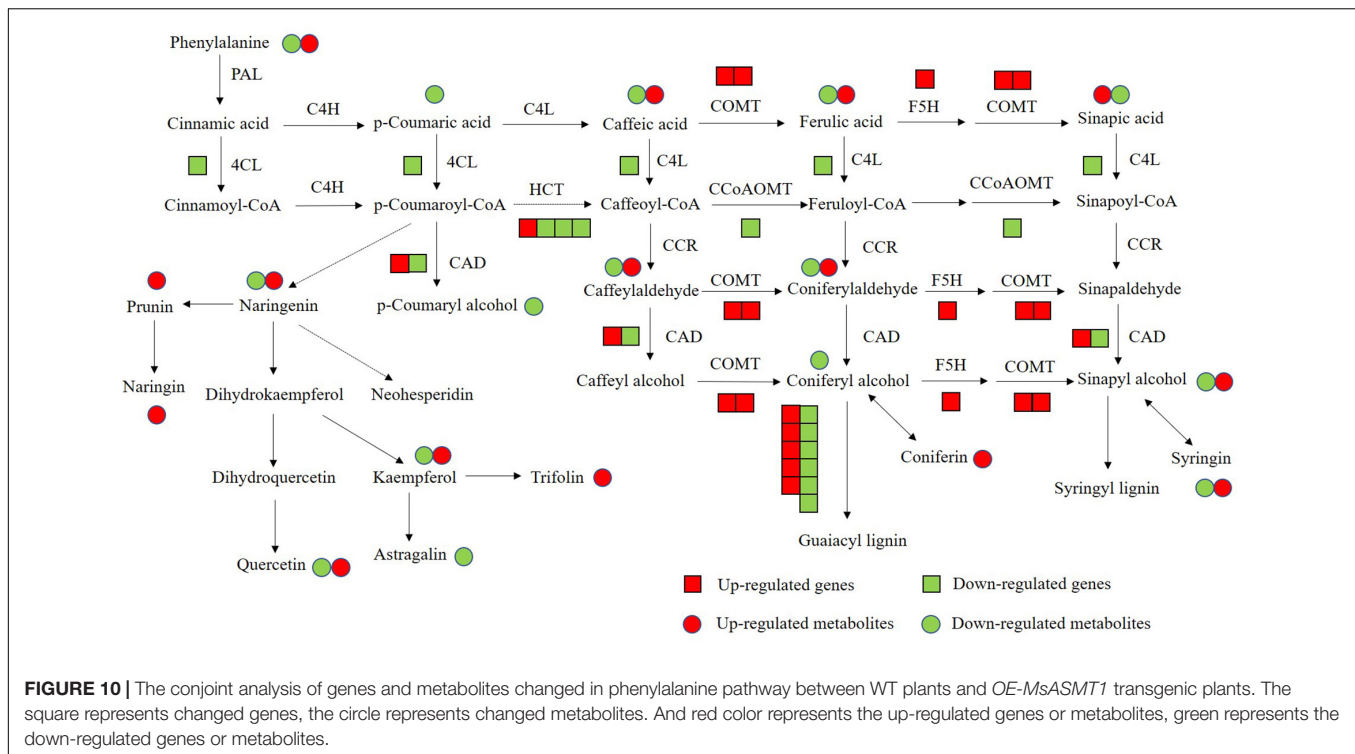 Phenylalanine
PAL
COMT
F5H
COMT
Cinnamic acid
C4H
p-Coumaric acid
C4L
Caffeic acid
Ferulic acid
Sinapic acid
4CL
4CL
C4L
C4L
C4L
Cinnamoyl-CoA
C4H
p-Coumaroyl-CoA
HCT
Caffeoyl-CoA
CCoAOMT
Feruloyl-CoA
CCoAOMT
Sinapoyl-CoA
CAD
CCR
CCR
CCR
Prunin
Naringenin
p-Coumaryl alcohol
Caffeylaldehyde
COMT
Coniferylaldehyde
F5H
COMT
Sinapaldehyde
CAD
CAD
CAD
Naringin
Dihydrokaempferol
Neohesperidin
Caffeyl alcohol
COMT
Coniferyl alcohol
F5H
COMT
Sinapyl alcohol
Dihydroquercetin
Kaempferol
Trifolin
Coniferin
Syringin
Syringyl lignin
Quercetin
Astragalin
Guaiacyl lignin
Up-regulated genes
Down-regulated genes
Up-regulated metabolites
Down-regulated metabolites
FIGURE 10 | The conjoint analysis of genes and metabolites changed in phenylalanine pathway between WT plants and OE-MsASMT1 transgenic plants. The
square represents changed genes, the circle represents changed metabolites. And red color represents the up-regulated genes or metabolites, green represents the
down-regulated genes or metabolites.